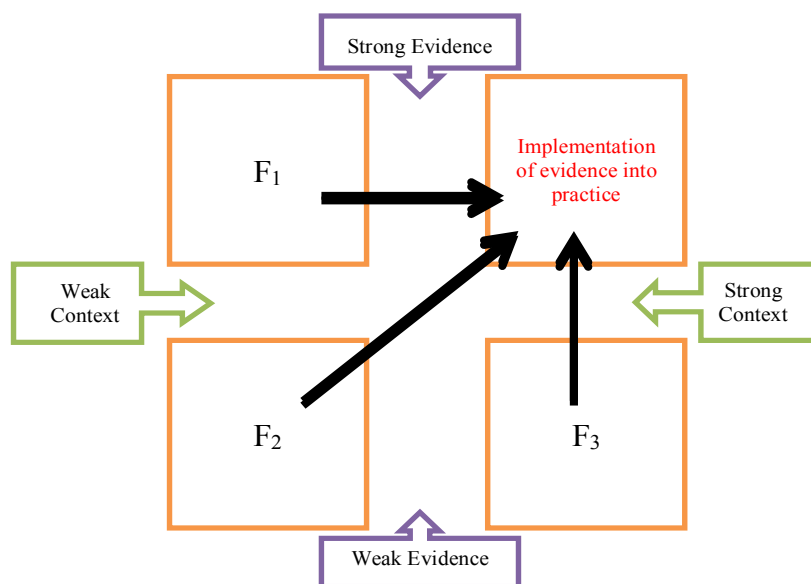 Strong Evidence
F₁
Implementation
of evidence into
practice
Weak
Context
Strong
Context
F₂
F₃
Weak Evidence